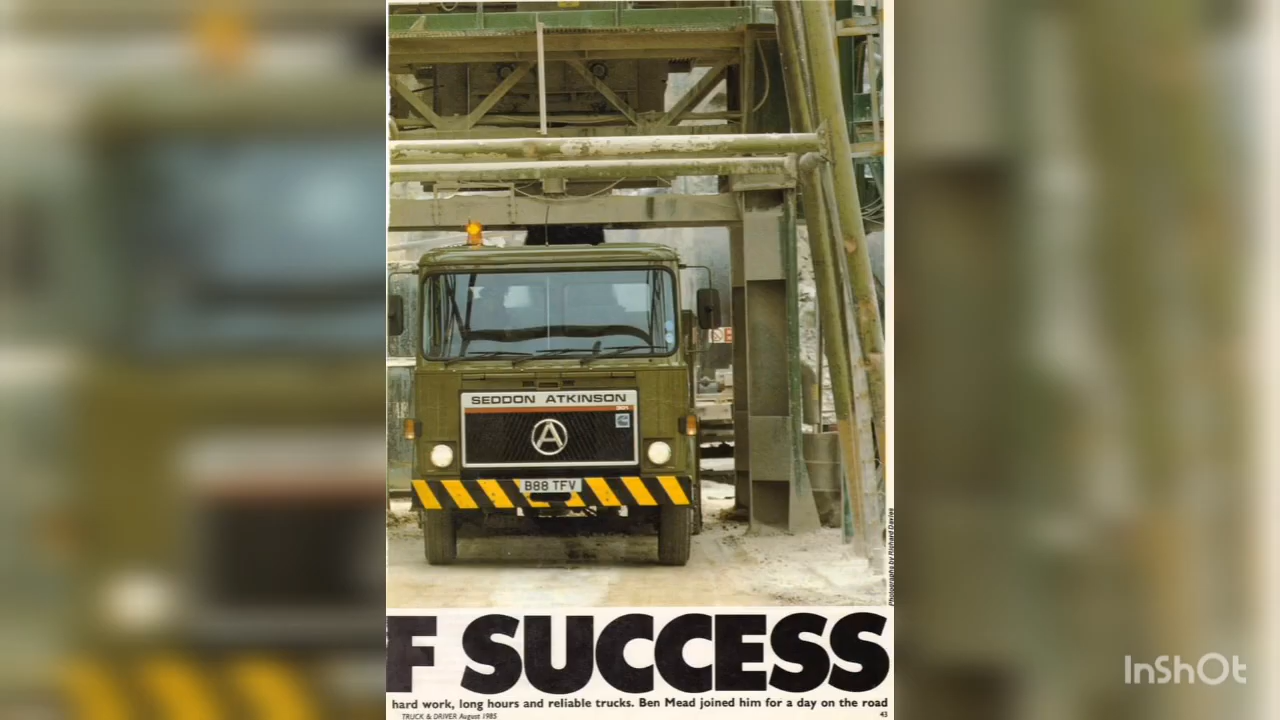 SEDDON ATKINSON
301
A
B88 TFV
Photographs by Richard Davies
F SUCCESS
hard work, long hours and reliable trucks. Ben Mead joined him for a day on the road
TRUCK & DRIVER August 1985
43
InShOt